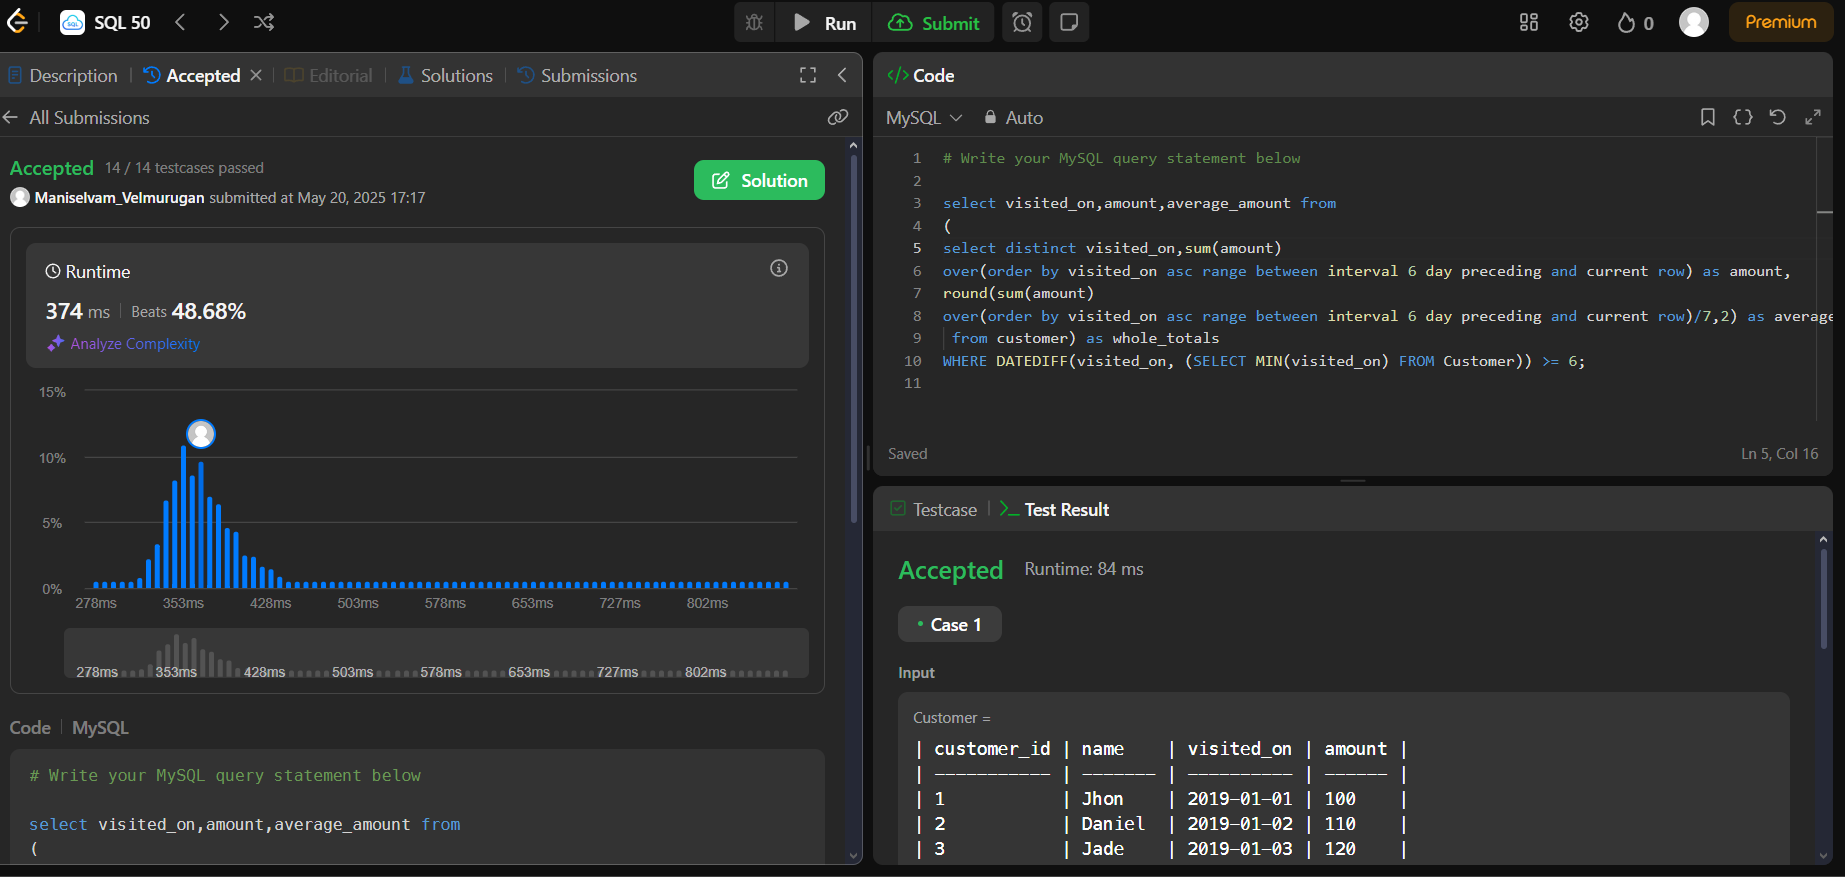 SQL 50
Run
Submit
0
Premium
Description
Accepted
Editorial
Solutions
Submissions
All Submissions
Accepted 14 / 14 testcases passed
Maniselvam_Velmurugan submitted at May 20, 2025 17:17
Solution
Runtime
374 ms Beats 48.68%
Analyze Complexity
15%
10%
5%
0%
278ms 353ms 428ms 503ms 578ms 653ms 727ms 802ms
278ms 353ms 428ms 503ms 578ms 653ms 727ms 802ms
Code MySQL
# Write your MySQL query statement below
select visited_on,amount,average_amount from
(
</> Code
MySQL Auto
1 # Write your MySQL query statement below
2
3 select visited_on,amount,average_amount from
4 (
5 select distinct visited_on,sum(amount)
6 over(order by visited_on asc range between interval 6 day preceding and current row) as amount,
7 round(sum(amount)
8 over(order by visited_on asc range between interval 6 day preceding and current row)/7,2) as average
9 from customer) as whole_totals
10 WHERE DATEDIFF(visited_on, (SELECT MIN(visited_on) FROM Customer)) >= 6;
11
Saved
Ln 5, Col 16
Testcase
>_ Test Result
Accepted Runtime: 84 ms
• Case 1
Input
Customer =
| customer_id | name    | visited_on | amount |
| ----------- | ------- | ---------- | ------ |
| 1           | Jhon    | 2019-01-01 | 100    |
| 2           | Daniel  | 2019-01-02 | 110    |
| 3           | Jade    | 2019-01-03 | 120    |